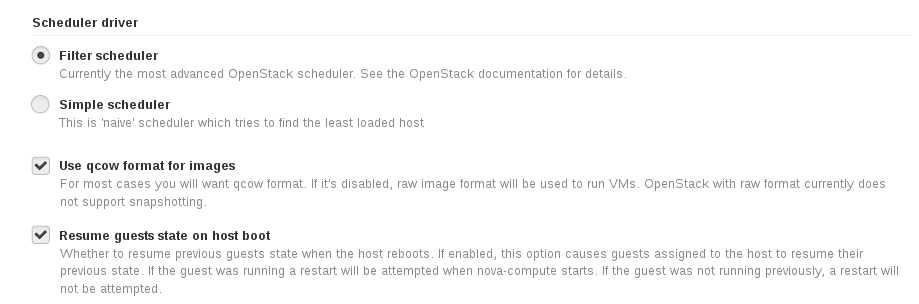 Scheduler driver
Filter scheduler
Currently the most advanced OpenStack scheduler. See the OpenStack documentation for details.
Simple scheduler
This is 'naive' scheduler which tries to find the least loaded host
Use qcow format for images
For most cases you will want qcow format. If it's disabled, raw image format will be used to run VMs. OpenStack with raw format currently does
not support snapshotting.
Resume guests state on host boot
Whether to resume previous guests state when the host reboots. If enabled, this option causes guests assigned to the host to resume their
previous state. If the guest was running a restart will be attempted when nova-compute starts. If the guest was not running previously, a restart will
not be attempted.